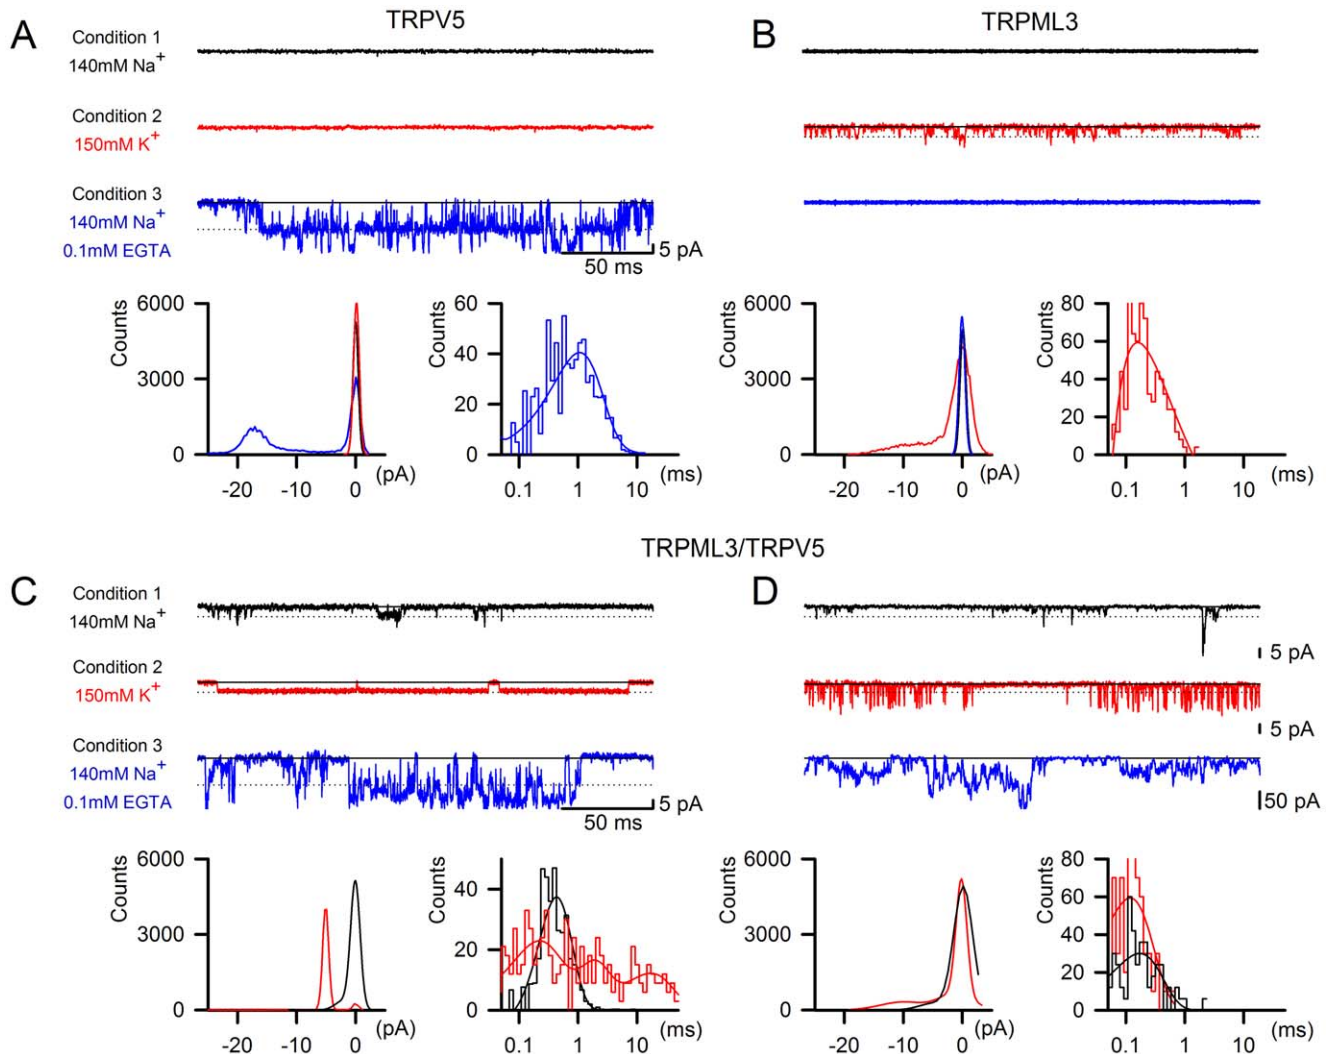 A
TRPV5
Condition 1
140mM Na+
Condition 2
150mM K+
Condition 3
140mM Na+
0.1mM EGTA
5 pA
50 ms
6000
3000
0
Counts
-20 -10 0 (pA)
60
40
20
0
Counts
0.1 1 10 (ms)
B
TRPML3
6000
3000
0
Counts
-20 -10 0 (pA)
80
60
40
20
0
Counts
0.1 1 10 (ms)
TRPML3/TRPV5
C
Condition 1
140mM Na+
Condition 2
150mM K+
Condition 3
140mM Na+
0.1mM EGTA
5 pA
50 ms
6000
3000
0
Counts
-20 -10 0 (pA)
40
20
0
Counts
0.1 1 10 (ms)
D
5 pA
5 pA
50 pA
6000
3000
0
Counts
-20 -10 0 (pA)
80
60
40
20
0
Counts
0.1 1 10 (ms)